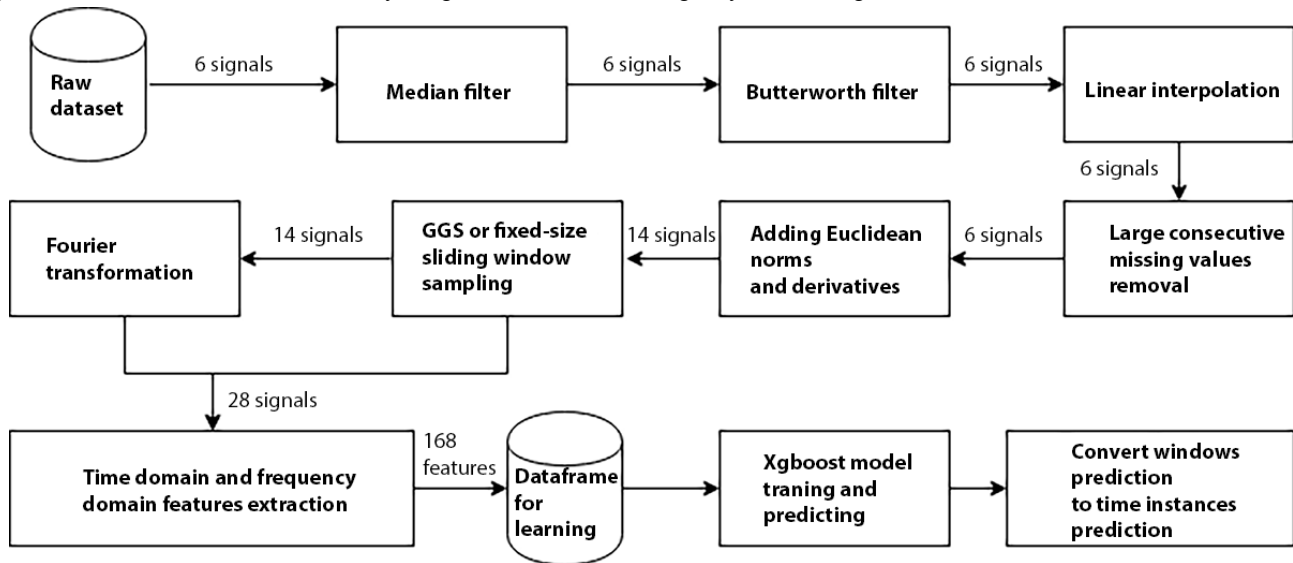 Raw
dataset
6 signals
Median filter
6 signals
Butterworth filter
6 signals
Linear interpolation
6 signals
Large consecutive
missing values
removal
6 signals
Adding Euclidean
norms
and derivatives
14 signals
GGS or fixed-size
sliding window
sampling
14 signals
Fourier
transformation
28 signals
Time domain and frequency
domain features extraction
168
features
Dataframe
for
learning
Xgboost model
traning and
predicting
Convert windows
prediction
to time instances
prediction